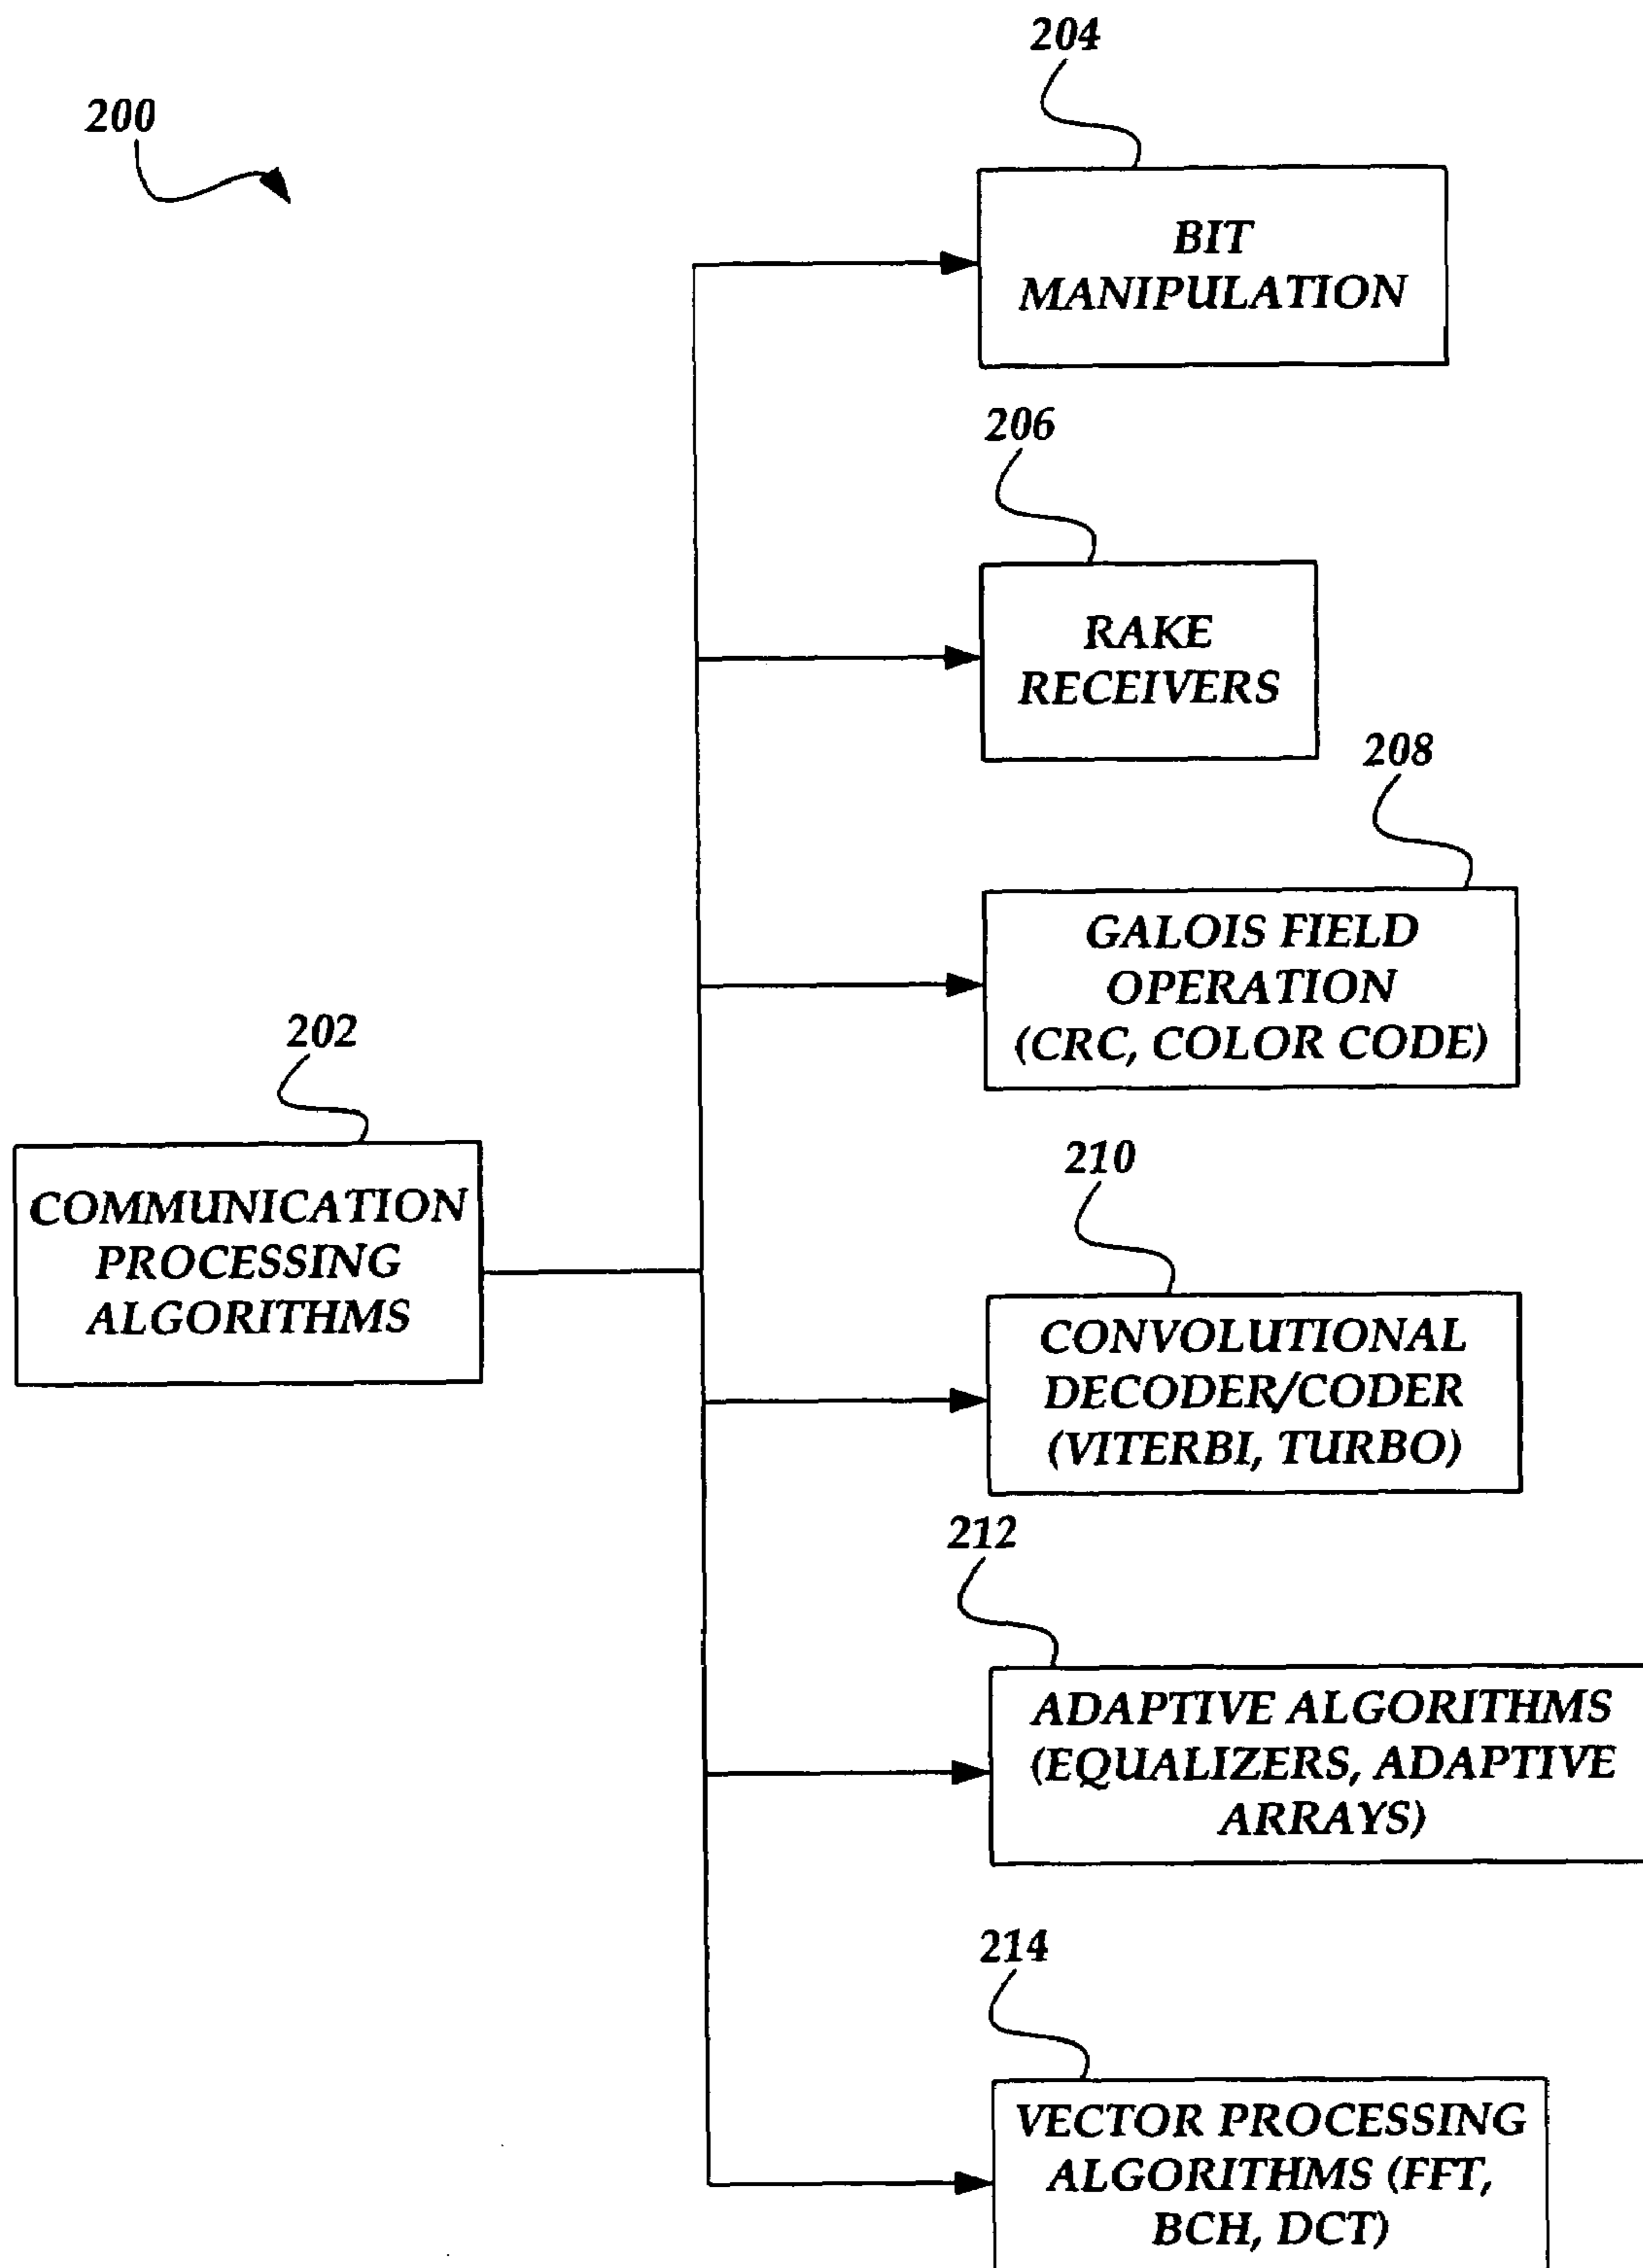 200
204
BIT
MANIPULATION
206
RAKE
RECEIVERS
208
GALOIS FIELD
OPERATION
(CRC, COLOR CODE)
202
COMMUNICATION
PROCESSING
ALGORITHMS
210
CONVOLUTIONAL
DECODER/CODER
(VITERBI, TURBO)
212
ADAPTIVE ALGORITHMS
(EQUALIZERS, ADAPTIVE
ARRAYS)
214
VECTOR PROCESSING
ALGORITHMS (FFT,
BCH, DCT)